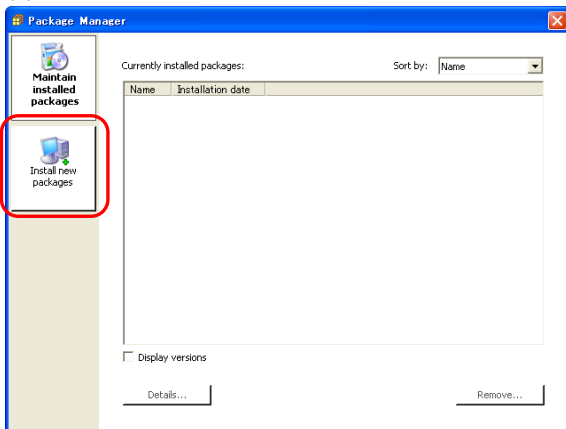 Package Manager
Maintain
installed
packages
Install new
packages
Currently installed packages:
Sort by:
Name
Name
Installation date
Display versions
Details...
Remove...